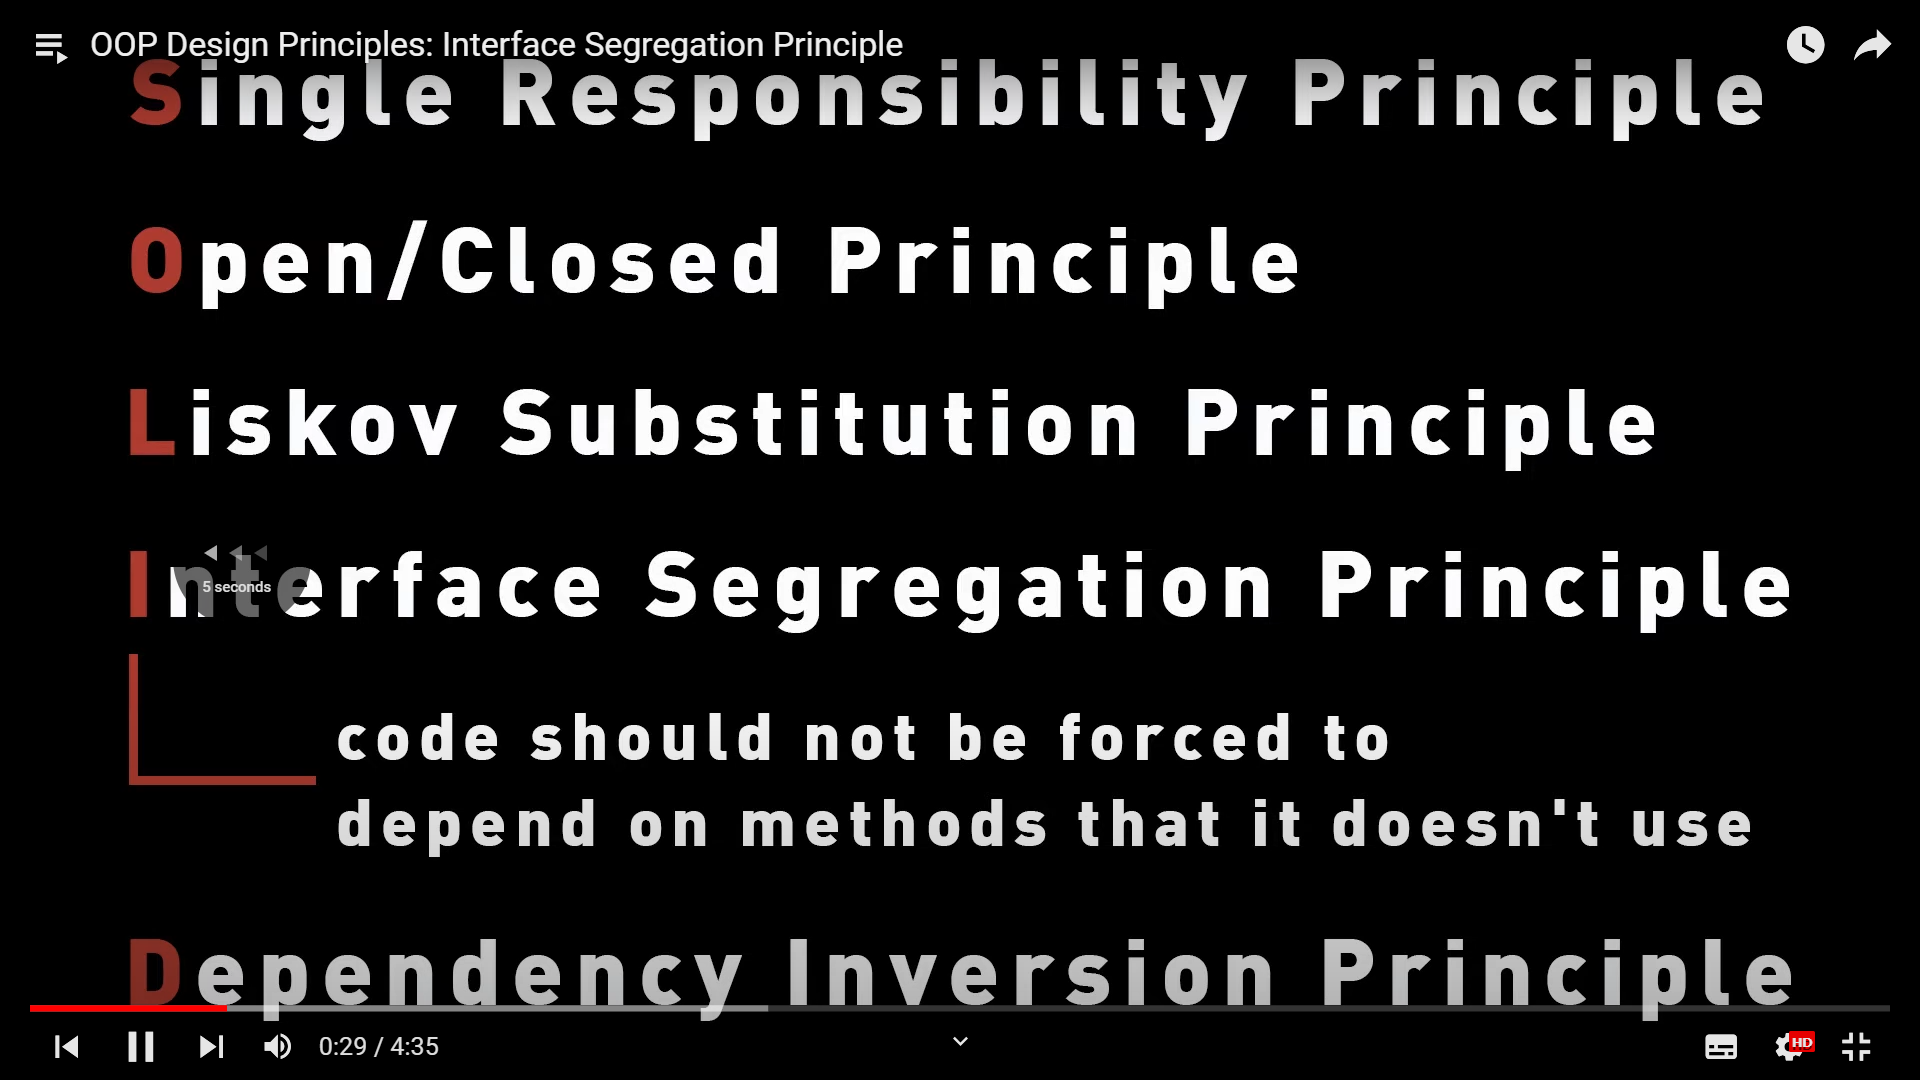 OOP Design Principles: Interface Segregation Principle
Single Responsibility Principle
Open/Closed Principle
Liskov Substitution Principle
Interface Segregation Principle
5 seconds
code should not be forced to
depend on methods that it doesn't use
Dependency Inversion Principle
0:29 / 4:35
HD